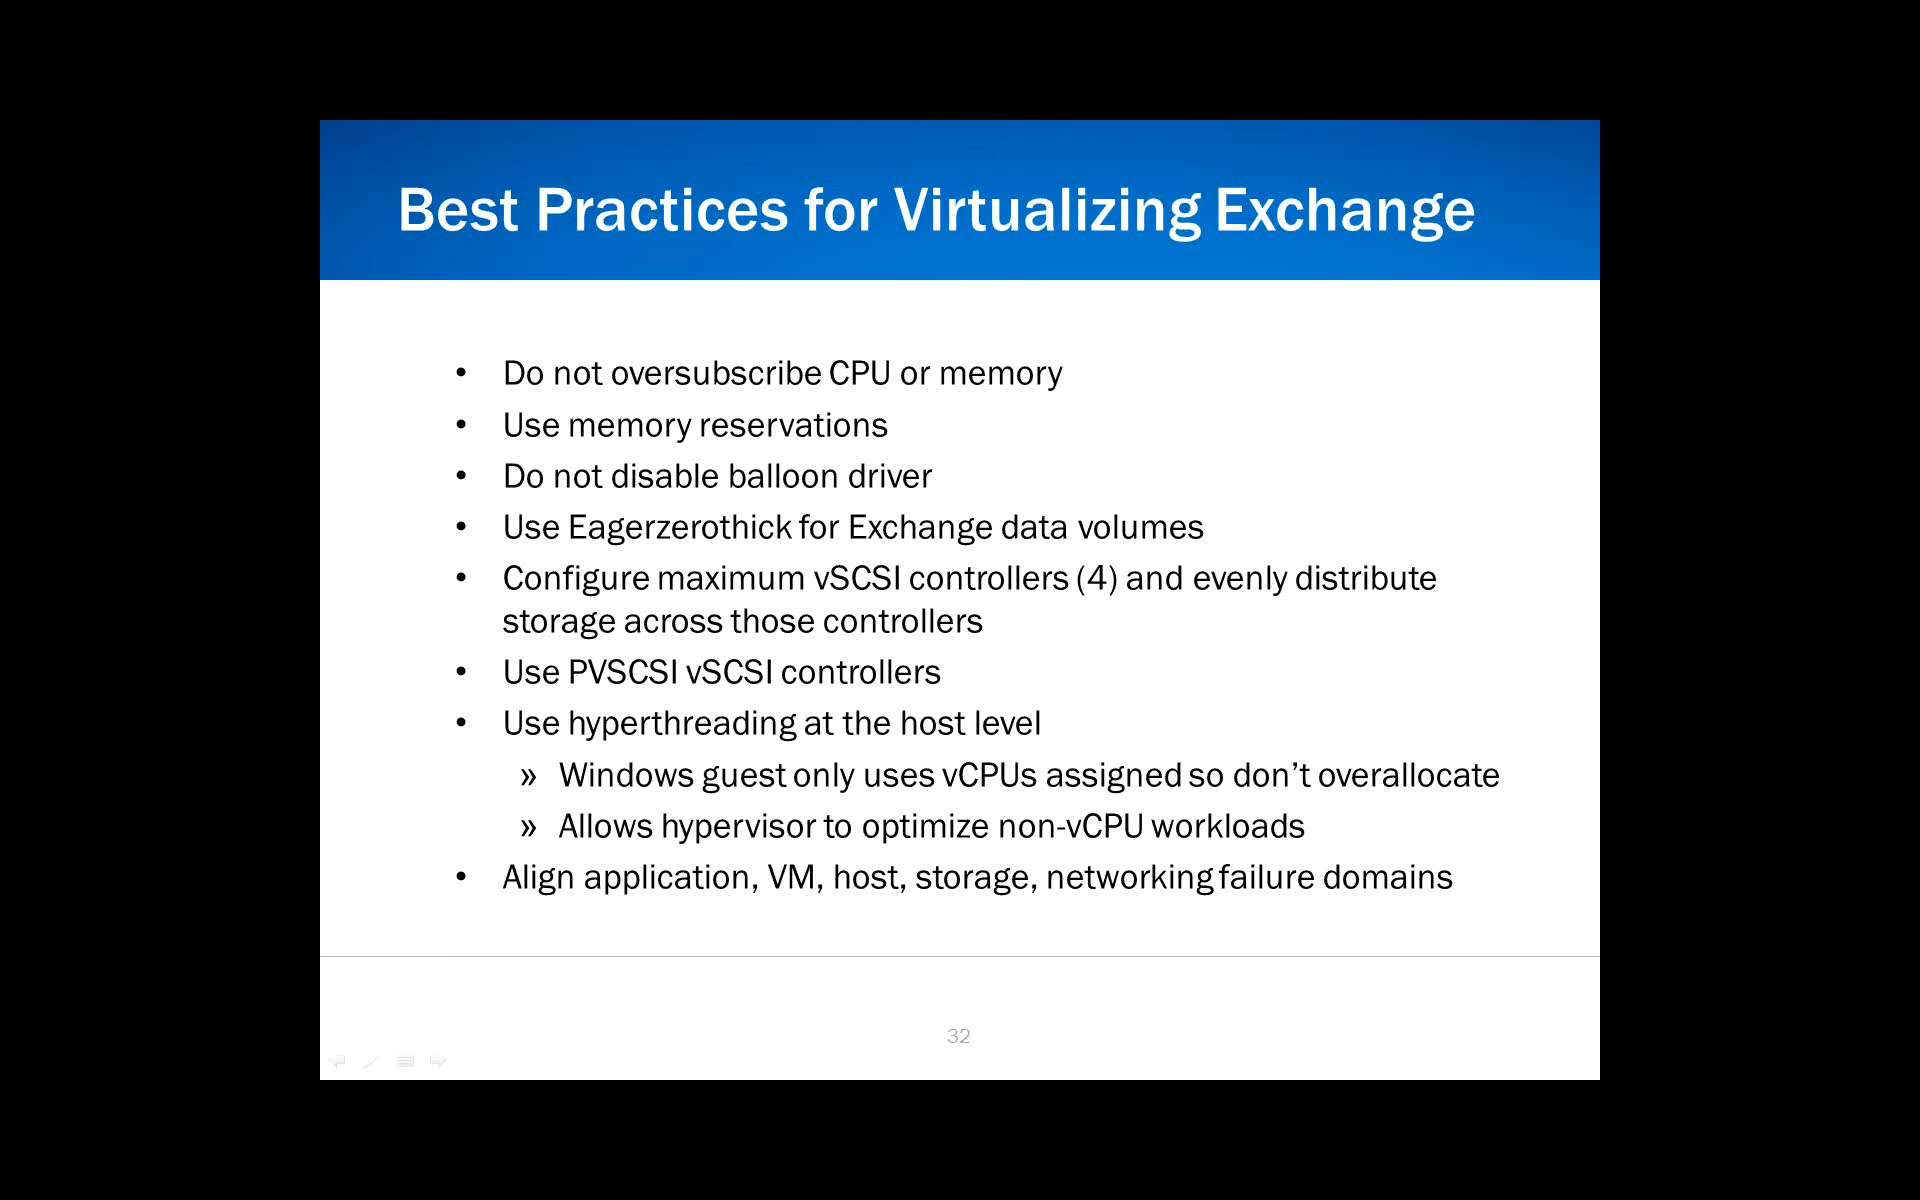 Best Practices for Virtualizing Exchange
• Do not oversubscribe CPU or memory
• Use memory reservations
• Do not disable balloon driver
• Use Eagerzerothick for Exchange data volumes
• Configure maximum vSCSI controllers (4) and evenly distribute
storage across those controllers
• Use PVSCSI vSCSI controllers
• Use hyperthreading at the host level
» Windows guest only uses vCPUs assigned so don’t overallocate
» Allows hypervisor to optimize non-vCPU workloads
• Align application, VM, host, storage, networking failure domains
32